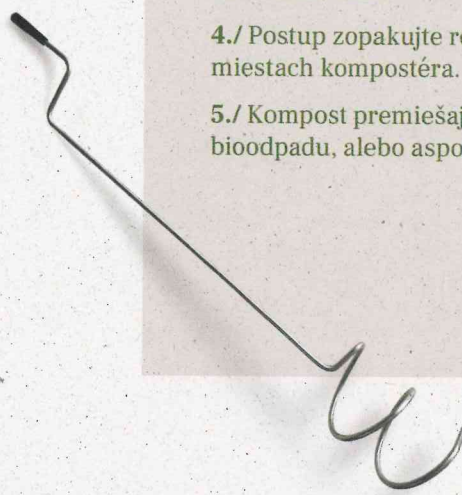 4./ Postup zopakujte
miestach kompostéra.
5./ Kompost premiešaj
bioodpadu, alebo aspo